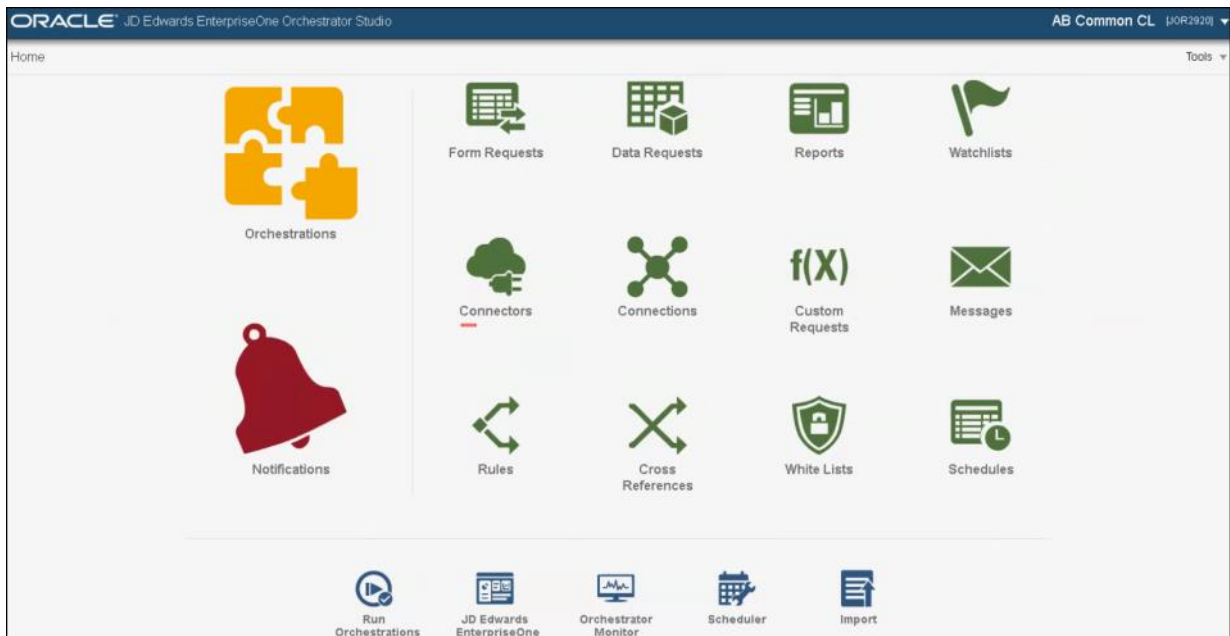 ORACLE® JD Edwards EnterpriseOne Orchestrator Studio
AB Common CL [JOR2920]
Home
Tools
Form Requests
Data Requests
Reports
Watchlists
Orchestrations
Connectors
Connections
f(X)
Custom
Requests
Messages
Notifications
Rules
Cross
References
White Lists
Schedules
Run
Orchestrations
JD Edwards
EnterpriseOne
Orchestrator
Monitor
Scheduler
Import